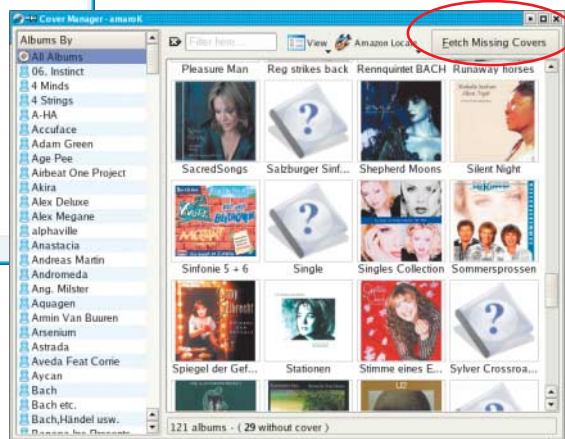 Cover Manager - amaroK
Albums By
Filter here...
View
Amazon Locale
Fetch Missing Covers
All Albums
06. Instinct
4 Minds
4 Strings
A-HA
Accuface
Adam Green
Age Pee
Airbeat One Project
Akira
Alex Deluxe
Alex Megane
alphaville
Anastacia
Andreas Martin
Andromeda
Ang. Milster
Aquagen
Armin Van Buuren
Arsenium
Astrada
Aveda Feat Corrie
Aycan
Bach
Bach etc.
Bach,Händel usw.
Pleasure Man
Reg strikes back
Rennquintet BACH
Runaway horses
SacredSongs
Salzburger Sinf...
Shepherd Moons
Silent Night
Sinfonie 5 + 6
Single
Singles Collection
Sommersprossen
Spiegel der Gef...
Stationen
Stimme eines E...
Sylver Crossroa...
U2
121 albums - ( 29 without cover )